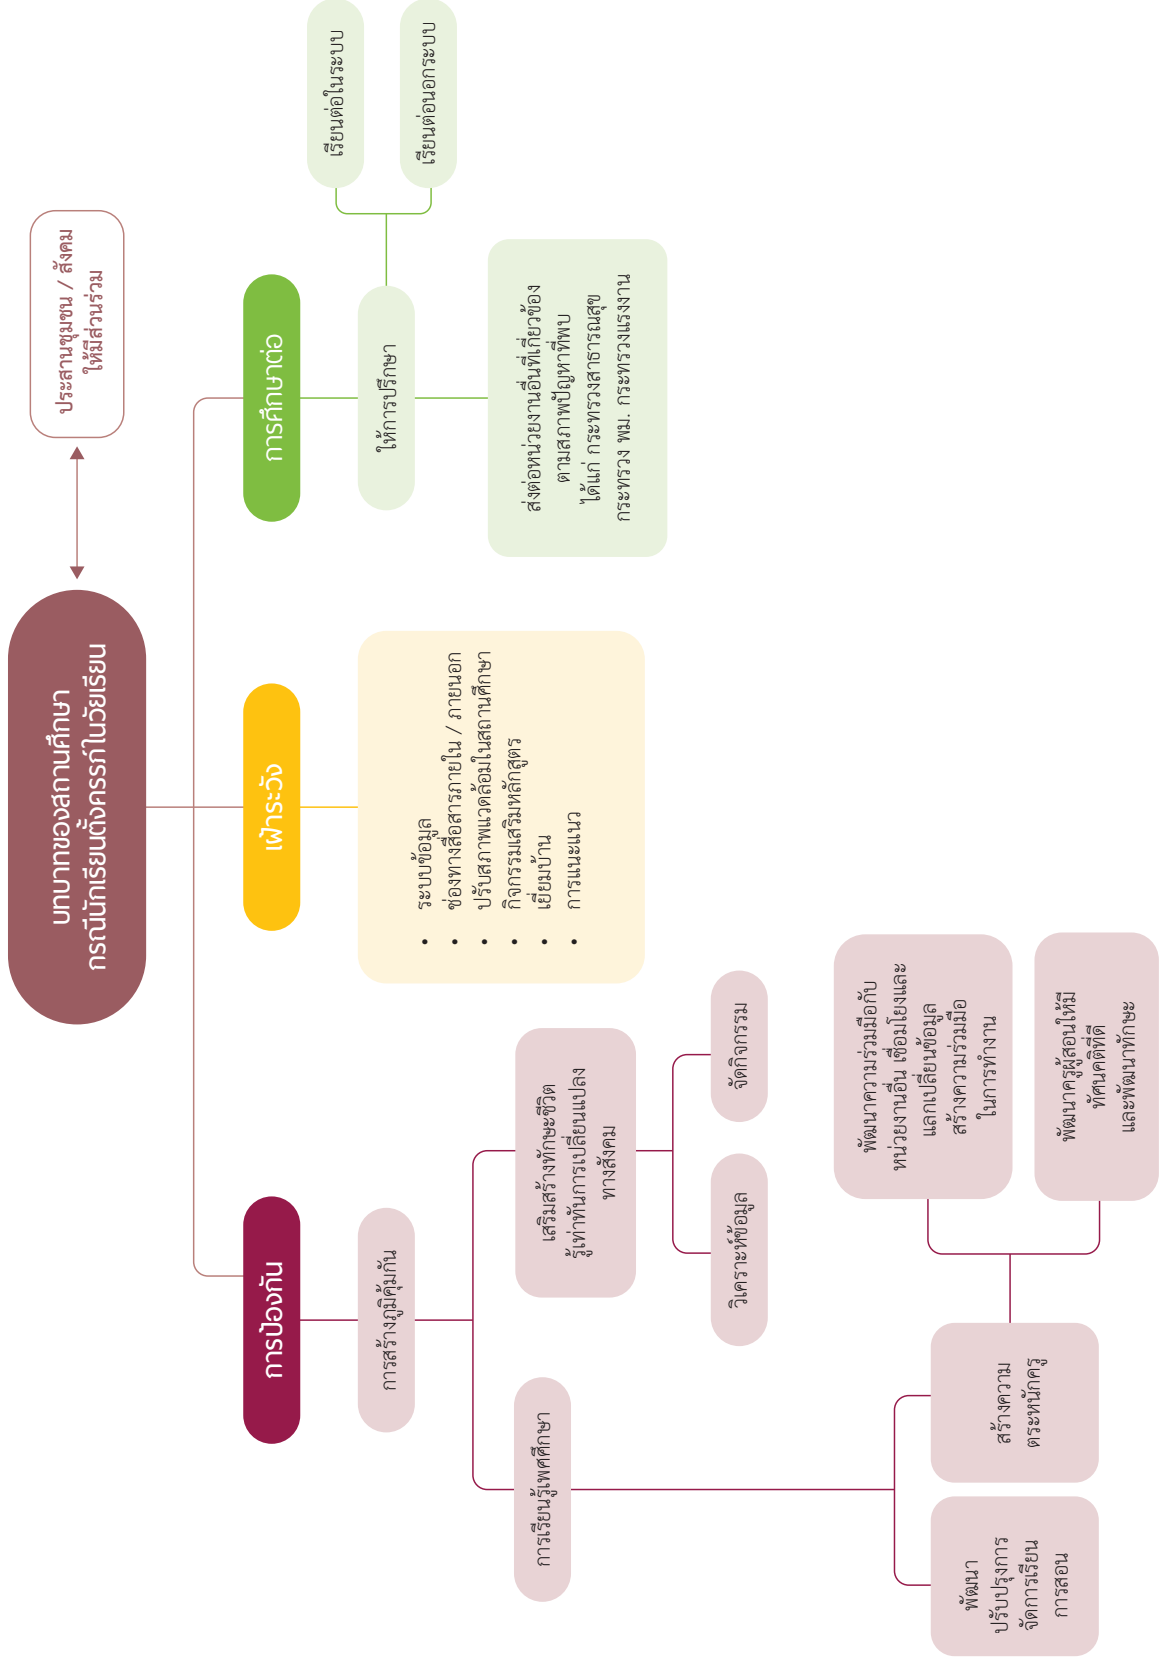 บทบาทของสถานศึกษา
กรณีนักเรียนตั้งครรภ์ในวัยเรียน
ประสานชุมชน / สังคม
ให้มีส่วนร่วม
การป้องกัน
เฝ้าระวัง
การศึกษาต่อ
การสร้างภูมิคุ้มกัน
การเรียนรู้เพศศึกษา
เสริมสร้างทักษะชีวิต
รู้เท่าทันการเปลี่ยนแปลง
ทางสังคม
วิเคราะห์ข้อมูล
จัดกิจกรรม
พัฒนา
ปรับปรุงการ
จัดการเรียน
การสอน
สร้างความ
ตระหนักครู
พัฒนาความร่วมมือกับ
หน่วยงานอื่น เชื่อมโยงและ
แลกเปลี่ยนข้อมูล
สร้างความร่วมมือ
ในการทำงาน
พัฒนาครูผู้สอนให้มี
ทัศนคติที่ดี
และพัฒนาทักษะ
• ระบบข้อมูล
• ช่องทางสื่อสารภายใน / ภายนอก
• ปรับสภาพแวดล้อมในสถานศึกษา
• กิจกรรมเสริมหลักสูตร
• เยี่ยมบ้าน
• การแนะแนว
ให้การปรึกษา
เรียนต่อในระบบ
เรียนต่อนอกระบบ
ส่งต่อหน่วยงานอื่นที่เกี่ยวข้อง
ตามสภาพปัญหาที่พบ
ได้แก่ กระทรวงสาธารณสุข
กระทรวง พม. กระทรวงแรงงาน